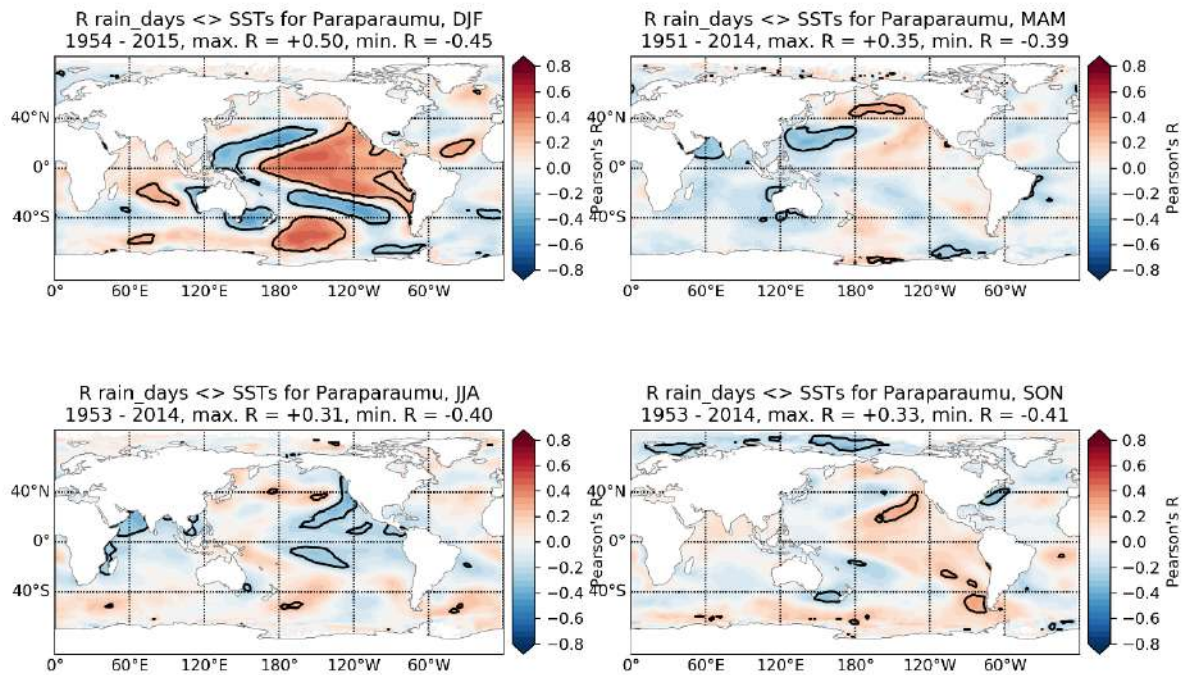 R rain_days <> SSTs for Paraparaumu, DJF
1954 - 2015, max. R = +0.50, min. R = -0.45
0.8
0.6
0.4
0.2
0.0
−0.2
−0.4
−0.6
−0.8
Pearson's R
40°N
0°
40°S
0°
60°E
120°E
180°
120°W
60°W
R rain_days <> SSTs for Paraparaumu, MAM
1951 - 2014, max. R = +0.35, min. R = -0.39
0.8
0.6
0.4
0.2
0.0
−0.2
−0.4
−0.6
−0.8
Pearson's R
40°N
0°
40°S
0°
60°E
120°E
180°
120°W
60°W
R rain_days <> SSTs for Paraparaumu, JJA
1953 - 2014, max. R = +0.31, min. R = -0.40
0.8
0.6
0.4
0.2
0.0
−0.2
−0.4
−0.6
−0.8
Pearson's R
40°N
0°
40°S
0°
60°E
120°E
180°
120°W
60°W
R rain_days <> SSTs for Paraparaumu, SON
1953 - 2014, max. R = +0.33, min. R = -0.41
0.8
0.6
0.4
0.2
0.0
−0.2
−0.4
−0.6
−0.8
Pearson's R
40°N
0°
40°S
0°
60°E
120°E
180°
120°W
60°W